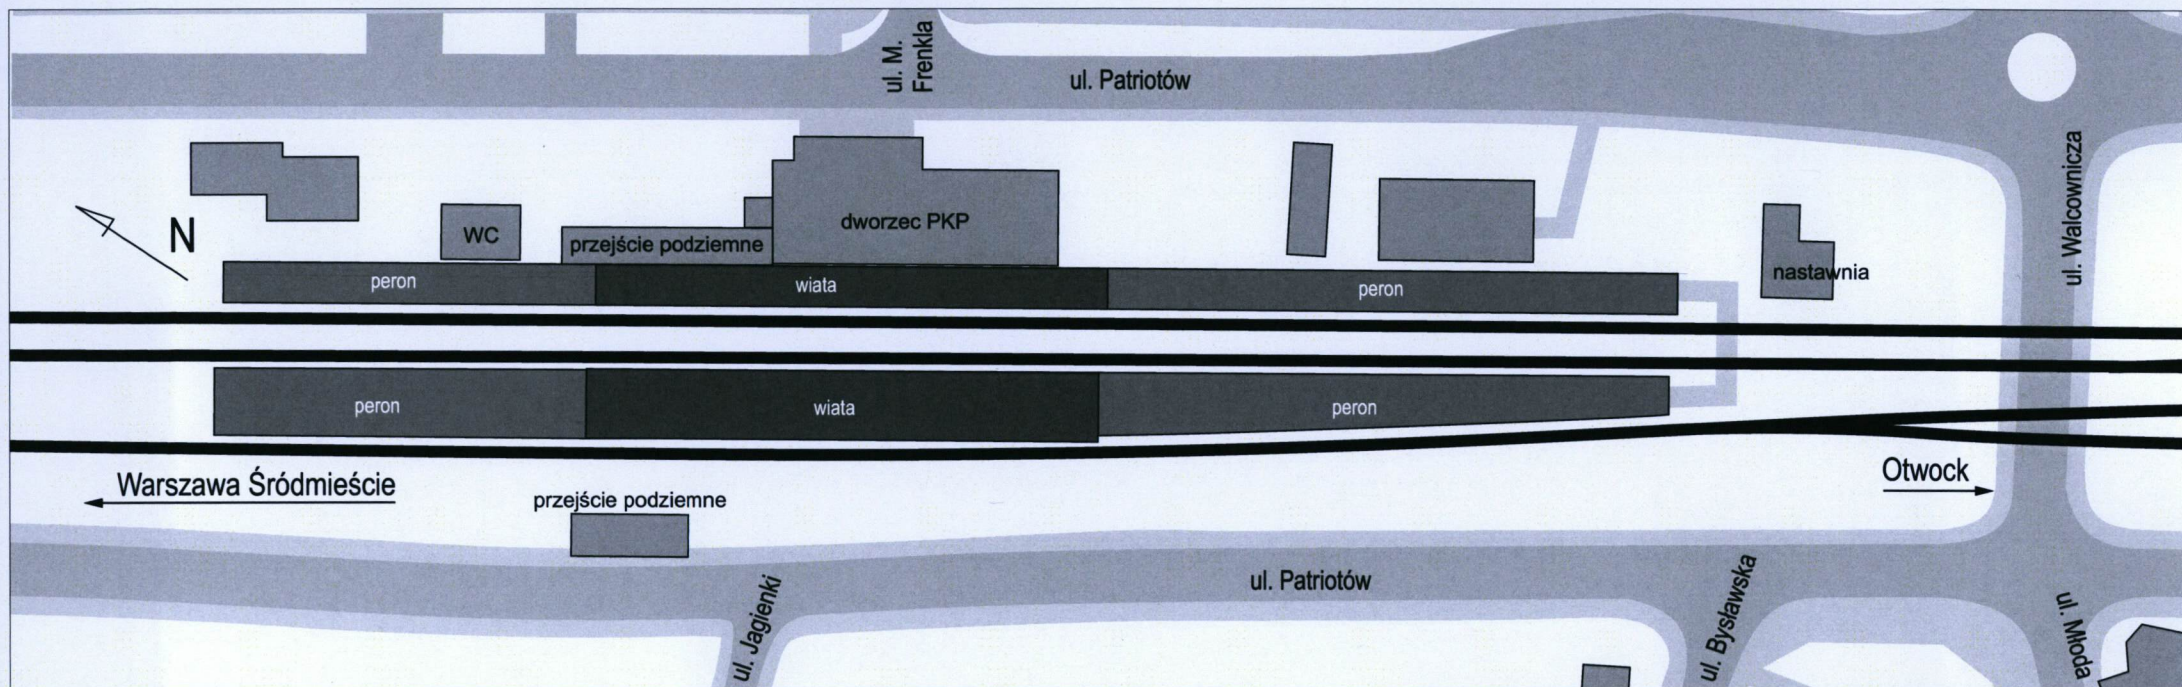 ul. M.
Frenkla
ul. Patriotów
ul. Walcownicza
N
WC
przejście podziemne
dworzec PKP
nastawnia
peron
wiata
peron
peron
wiata
peron
Warszawa Śródmieście
Otwock
przejście podziemne
ul. Patriotów
ul. Jagienki
ul. Bysławska
ul. Młoda